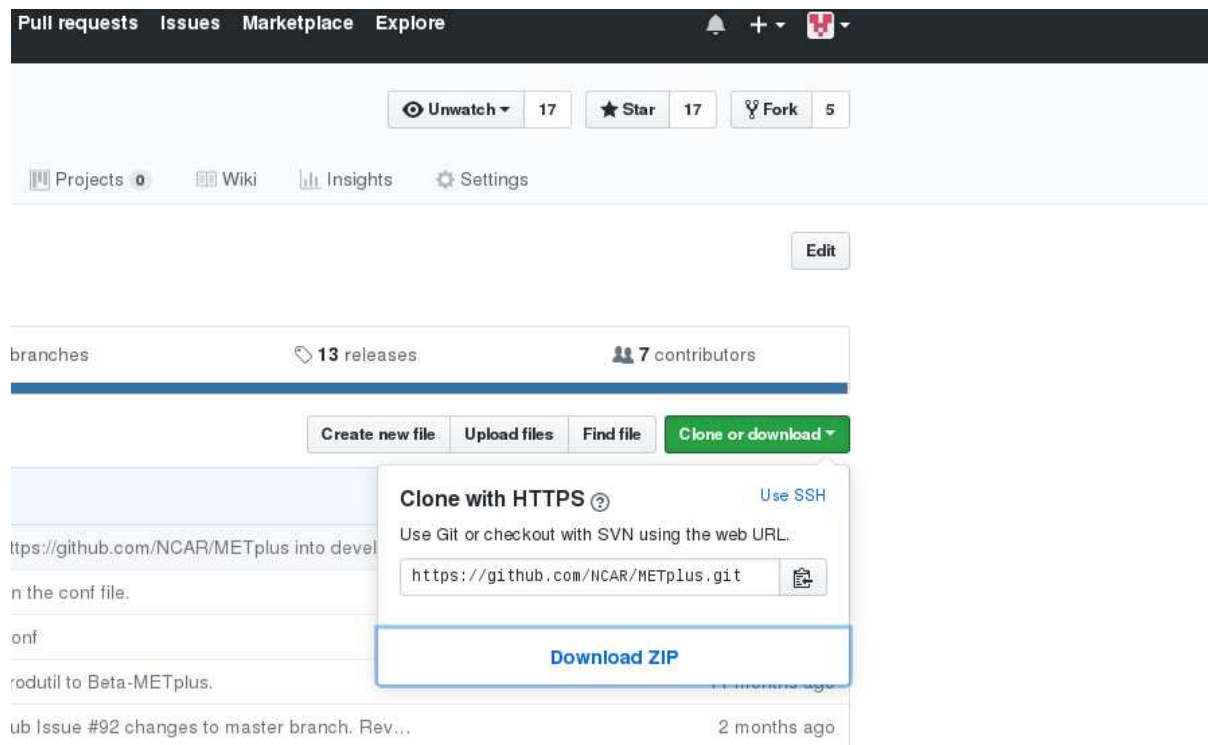 Pull requests Issues Marketplace Explore
Unwatch 17 Star 17 Fork 5
Projects 0 Wiki Insights Settings
Edit
branches 13 releases 7 contributors
Create new file Upload files Find file Clone or download
Clone with HTTPS Use SSH
Use Git or checkout with SVN using the web URL.
https://github.com/NCAR/METplus.git
Download ZIP
ttps://github.com/NCAR/METplus into devel
n the conf file.
onf
rodutil to Beta-METplus. 11 months ago
ub Issue #92 changes to master branch. Rev... 2 months ago